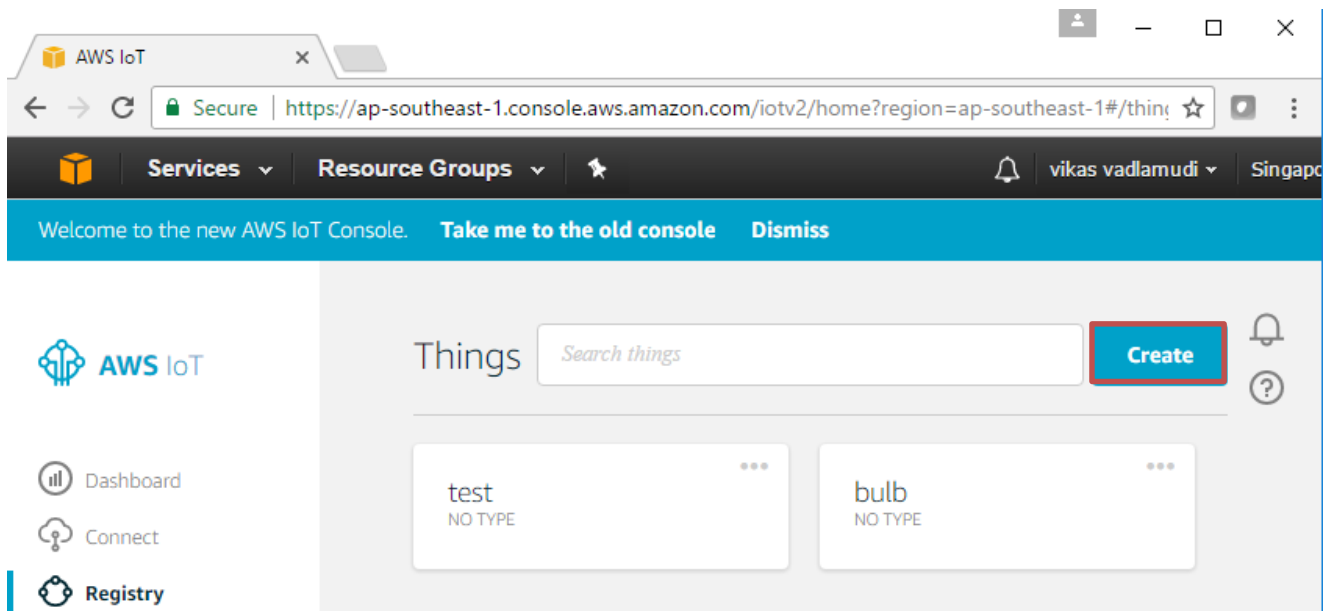 AWS IoT
Secure | https://ap-southeast-1.console.aws.amazon.com/iotv2/home?region=ap-southeast-1#/thing
Services Resource Groups vikas vadlamudi Singapo
Welcome to the new AWS IoT Console. Take me to the old console Dismiss
AWS IoT
Things Search things Create
Dashboard
Connect
Registry
test
NO TYPE
bulb
NO TYPE